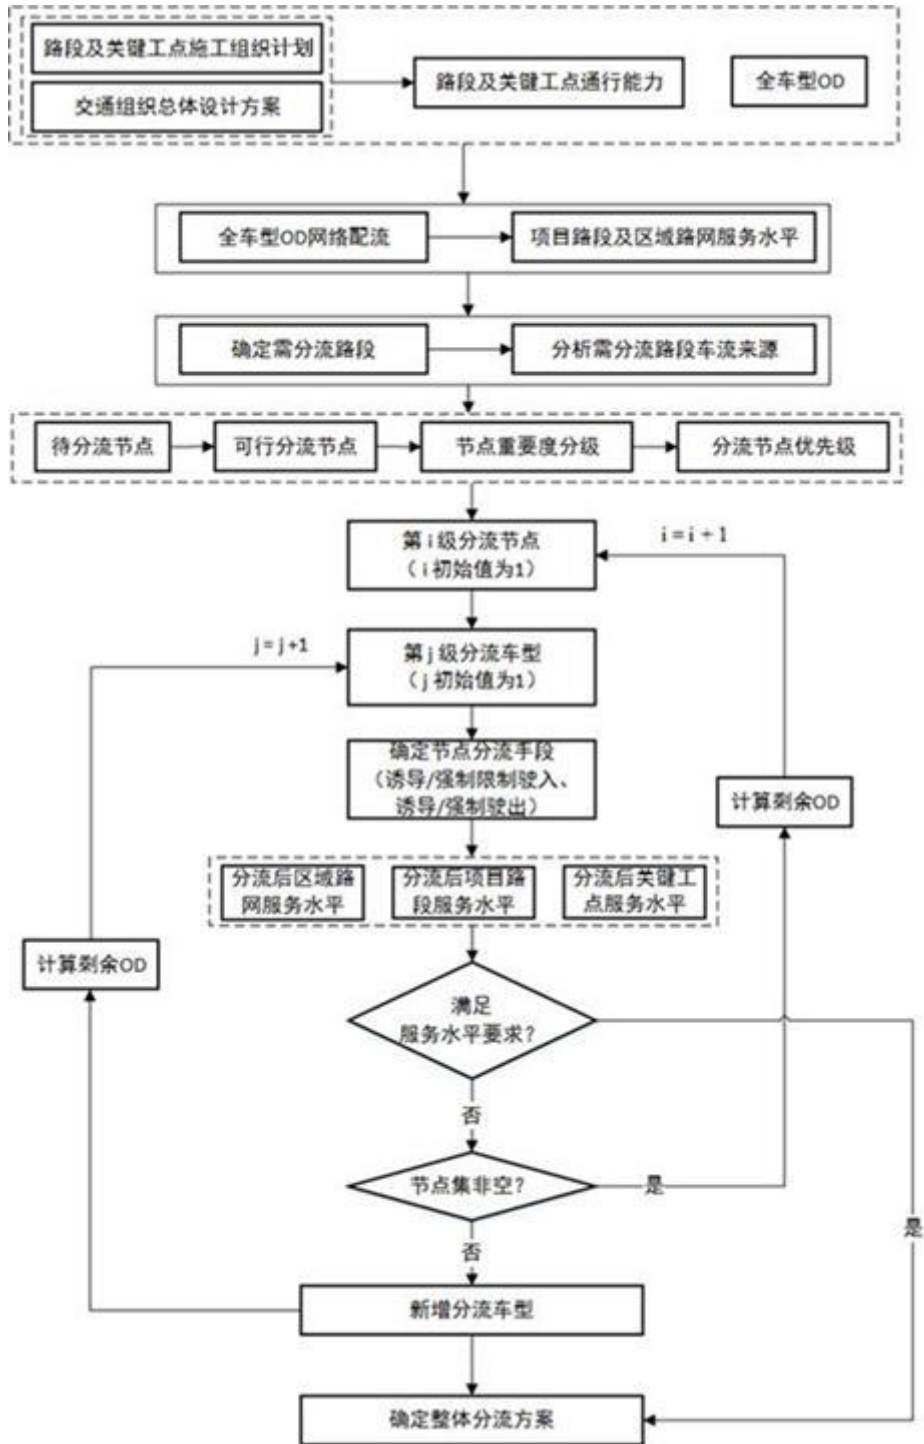 路段及关键工点施工组织计划
交通组织总体设计方案
路段及关键工点通行能力
全车型OD
全车型OD网络配流
项目路段及区域路网服务水平
确定需分流路段
分析需分流路段车流来源
待分流节点
可行分流节点
节点重要度分级
分流节点优先级
第 i 级分流节点
（ i 初始值为1）
i = i + 1
第 j 级分流车型
（ j 初始值为1）
j = j +1
确定节点分流手段
（诱导/强制限制驶入、
诱导/强制驶出）
计算剩余OD
分流后区域路
网服务水平
分流后项目路
段服务水平
分流后关键工
点服务水平
计算剩余OD
满足
服务水平要求？
否
节点集非空？
是
是
否
新增分流车型
确定整体分流方案